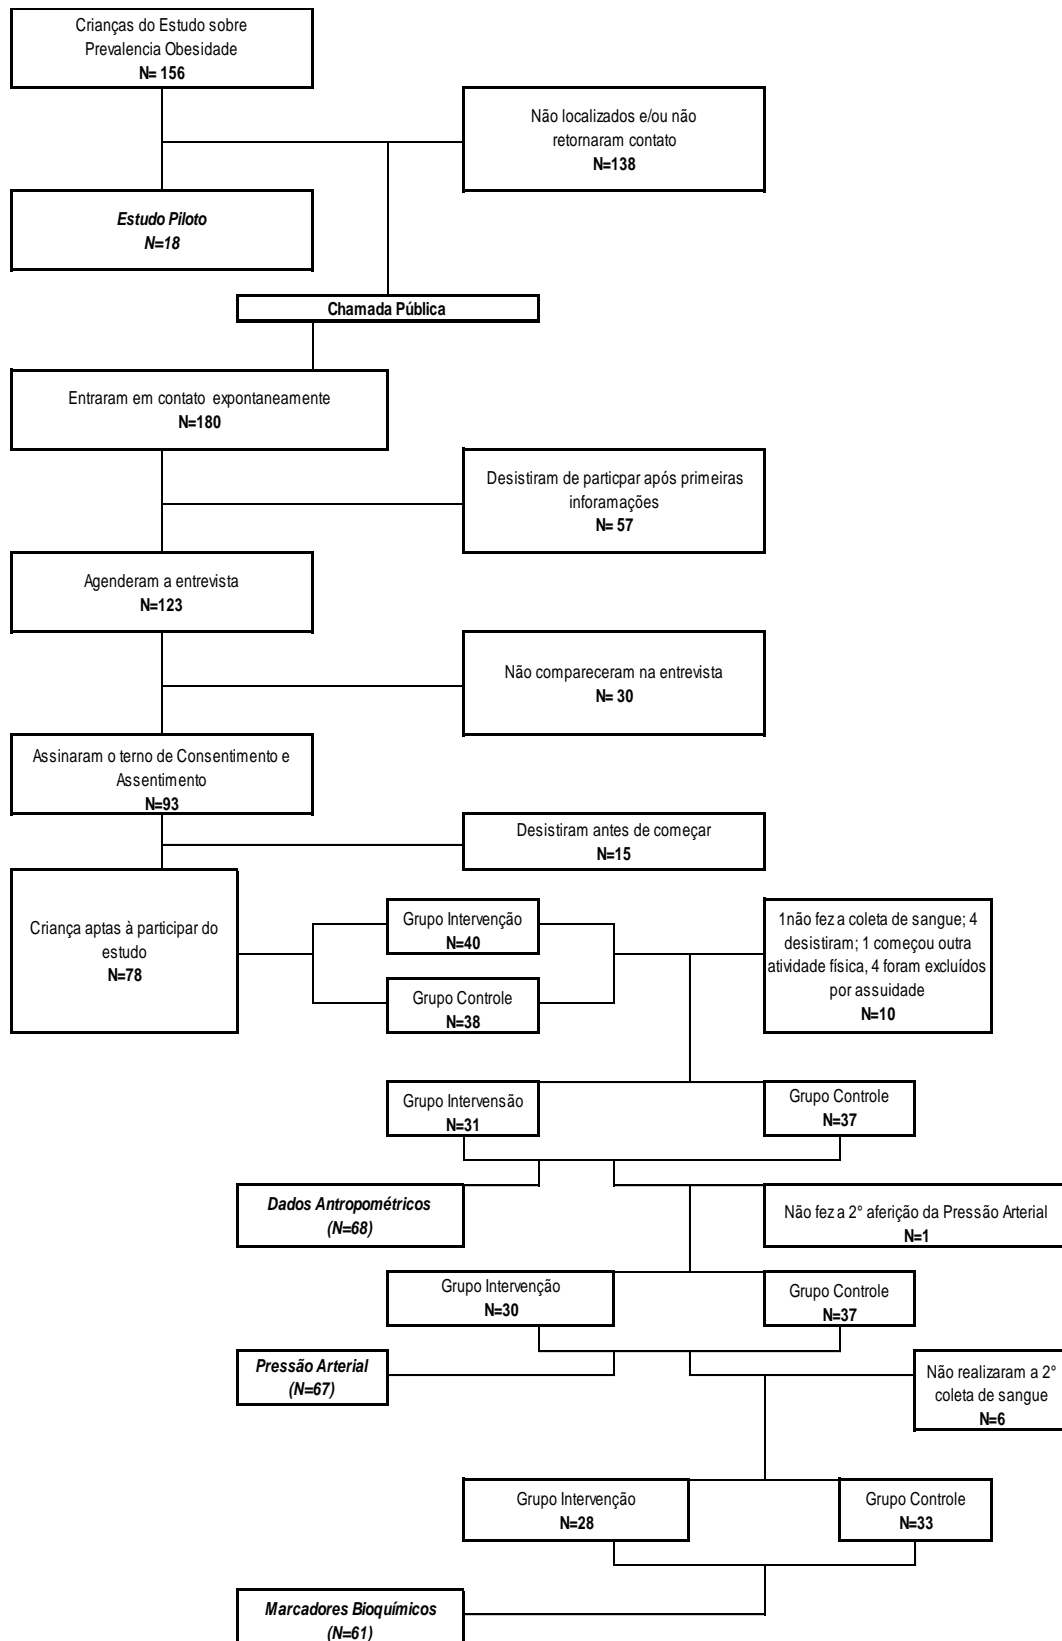 Crianças do Estudo sobre
Prevalencia Obesidade
N= 156
Não localizados e/ou não
retornaram contato
N=138
Estudo Piloto
N=18
Chamada Pública
Entraram em contato expontaneamente
N=180
Desistiram de particpar após primeiras
inforamações
N= 57
Agenderam a entrevista
N=123
Não compareceram na entrevista
N= 30
Assinaram o terno de Consentimento e
Assentimento
N=93
Desistiram antes de começar
N=15
Criança aptas à participar do
estudo
N=78
Grupo Intervenção
N=40
Grupo Controle
N=38
1não fez a coleta de sangue; 4
desistiram; 1 começou outra
atividade física, 4 foram excluídos
por assuidade
N=10
Grupo Intervensão
N=31
Grupo Controle
N=37
Dados Antropométricos
(N=68)
Não fez a 2° aferição da Pressão Arterial
N=1
Grupo Intervenção
N=30
Grupo Controle
N=37
Pressão Arterial
(N=67)
Não realizaram a 2°
coleta de sangue
N=6
Grupo Intervenção
N=28
Grupo Controle
N=33
Marcadores Bioquímicos
(N=61)